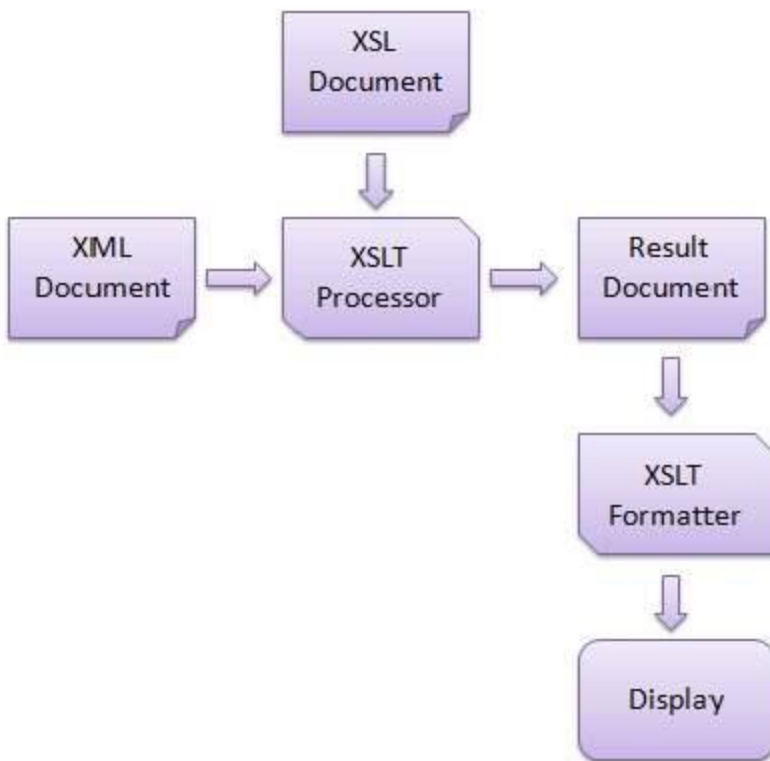 XSL
Document
XML
Document
XSLT
Processor
Result
Document
XSLT
Formatter
Display